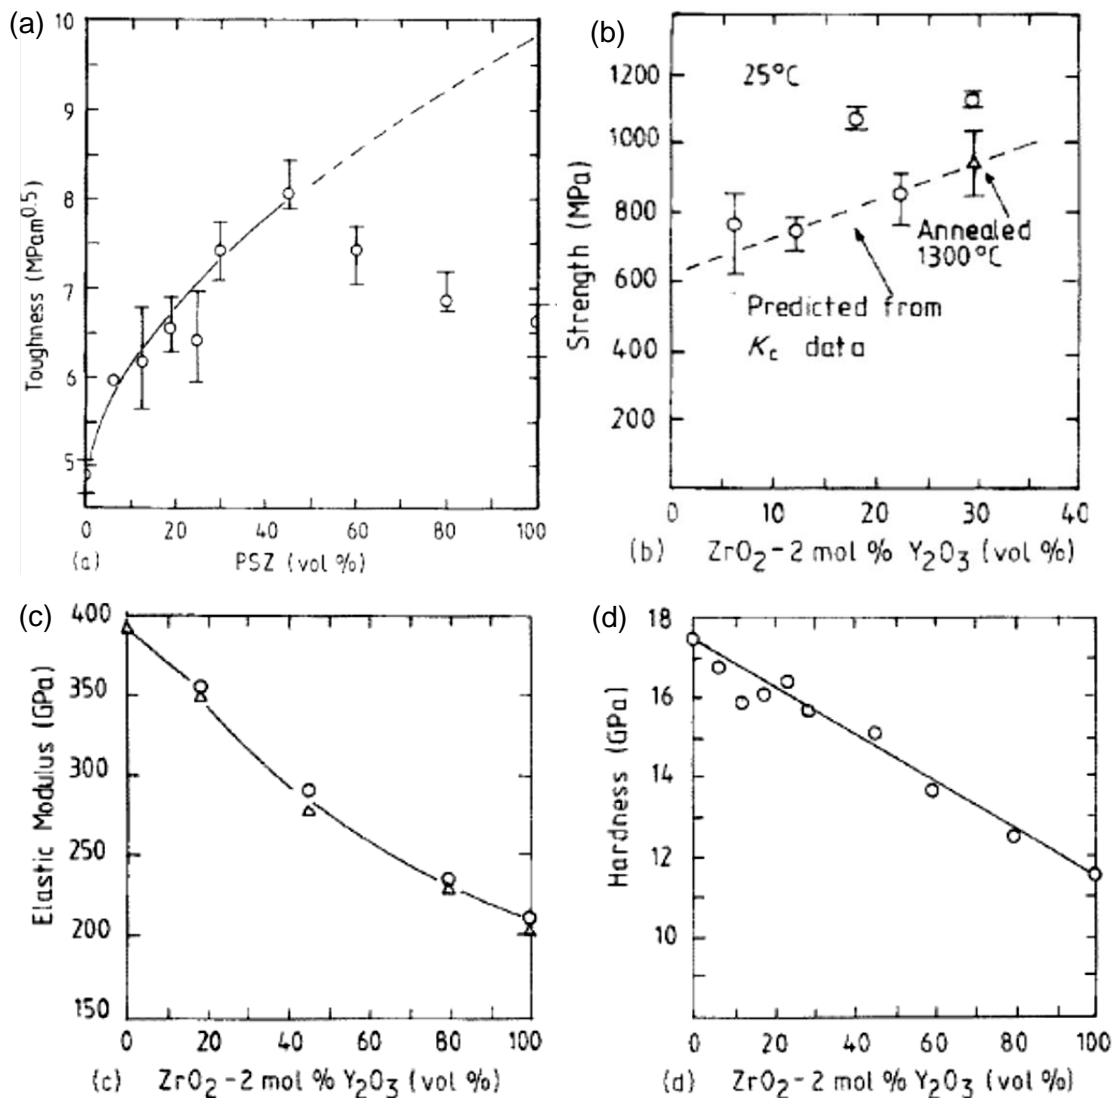 (a)
10
9
8
7
6
5
Toughness (MPam0.5)
0 20 40 60 80 100
(a) PSZ (vol %)
(b)
25°C
1200
1000
800
600
400
200
Strength (MPa)
Annealed
1300°C
Predicted from
Kc data
0 10 20 30 40
(b) ZrO2-2 mol % Y2O3 (vol %)
(c)
400
350
300
250
200
150
Elastic Modulus (GPa)
0 20 40 60 80 100
(c) ZrO2-2 mol % Y2O3 (vol %)
(d)
18
16
14
12
10
Hardness (GPa)
0 20 40 60 80 100
(d) ZrO2-2 mol % Y2O3 (vol %)